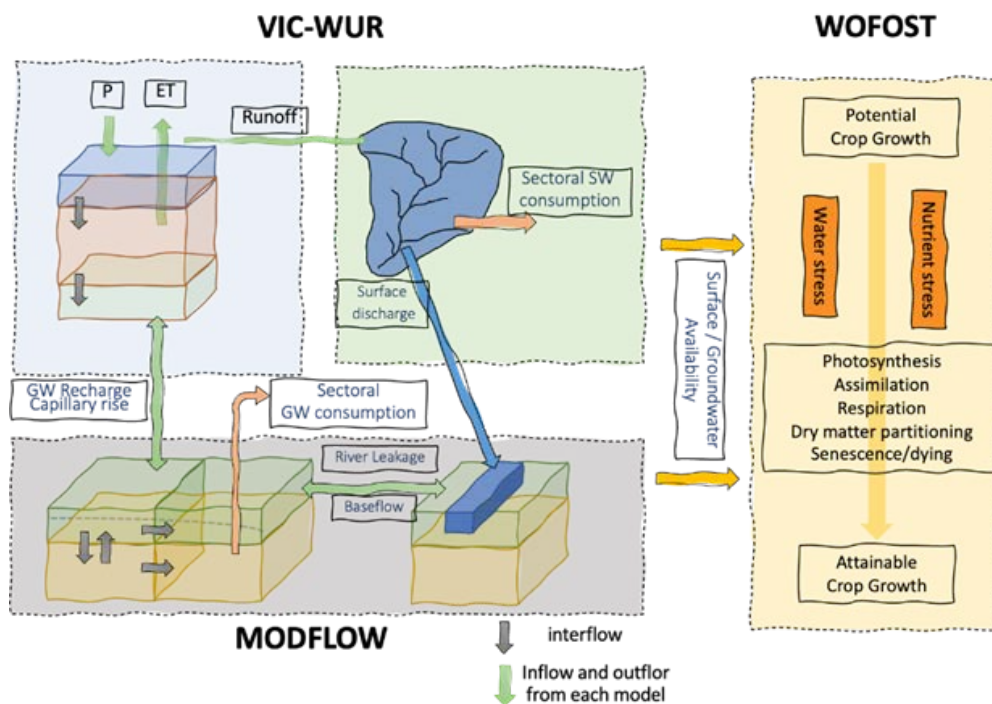 VIC-WUR
WOFOST
P
ET
Runoff
Sectoral SW
consumption
Surface
discharge
GW Recharge
Capillary rise
Sectoral
GW consumption
River Leakage
Baseflow
MODFLOW
interflow
Inflow and outflor
from each model
Surface / Groundwater
Availability
Potential
Crop Growth
Water stress
Nutrient stress
Photosynthesis
Assimilation
Respiration
Dry matter partitioning
Senescence/dying
Attainable
Crop Growth